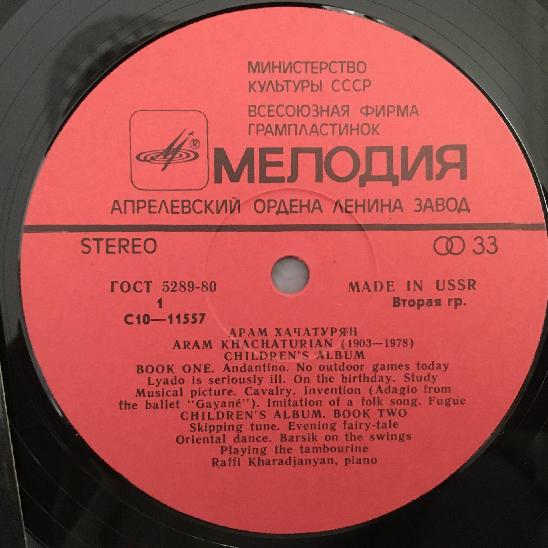 МИНИСТЕРСТВО
КУЛЬТУРЫ СССР
ВСЕСОЮЗНАЯ ФИРМА
ГРАМПЛАСТИНОК
®
МЕЛОДИЯ
АПРЕЛЕВСКИЙ ОРДЕНА ЛЕНИНА ЗАВОД
STEREO
33
ГОСТ 5289-80
MADE IN USSR
1
Вторая гр.
С10—11557
АРАМ ХАЧАТУРЯН
ARAM KHACHATURIAN (1903—1978)
CHILDREN'S ALBUM
BOOK ONE. Andantino. No outdoor games today
Lyado is seriously ill. On the birthday. Study
Musical picture. Cavalry. Invention (Adagio from
the ballet "Gayané"). Imitation of a folk song. Fugue
CHILDREN'S ALBUM. BOOK TWO
Skipping tune. Evening fairy-tale
Oriental dance. Barsik on the swings
Playing the tambourine
Raffi Kharadjanyan, piano